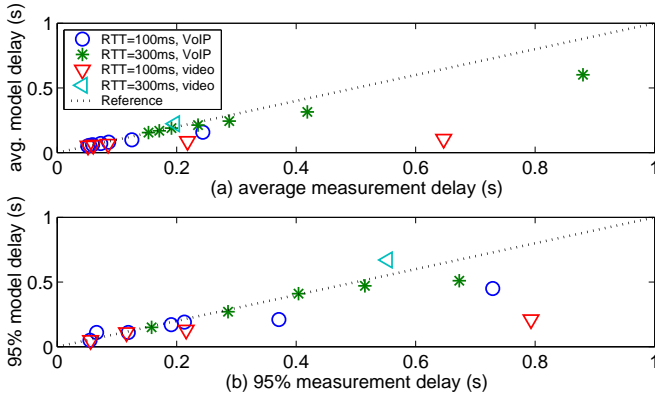 1
0.5
0
avg. model delay (s)
RTT=100ms, VoIP
RTT=300ms, VoIP
RTT=100ms, video
RTT=300ms, video
Reference
0 0.2 0.4 0.6 0.8 1
(a) average measurement delay (s)
1
0.5
0
95% model delay (s)
0 0.2 0.4 0.6 0.8 1
(b) 95% measurement delay (s)